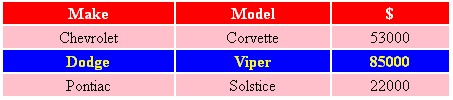 Make Model $
Chevrolet Corvette 53000
Dodge Viper 85000
Pontiac Solstice 22000